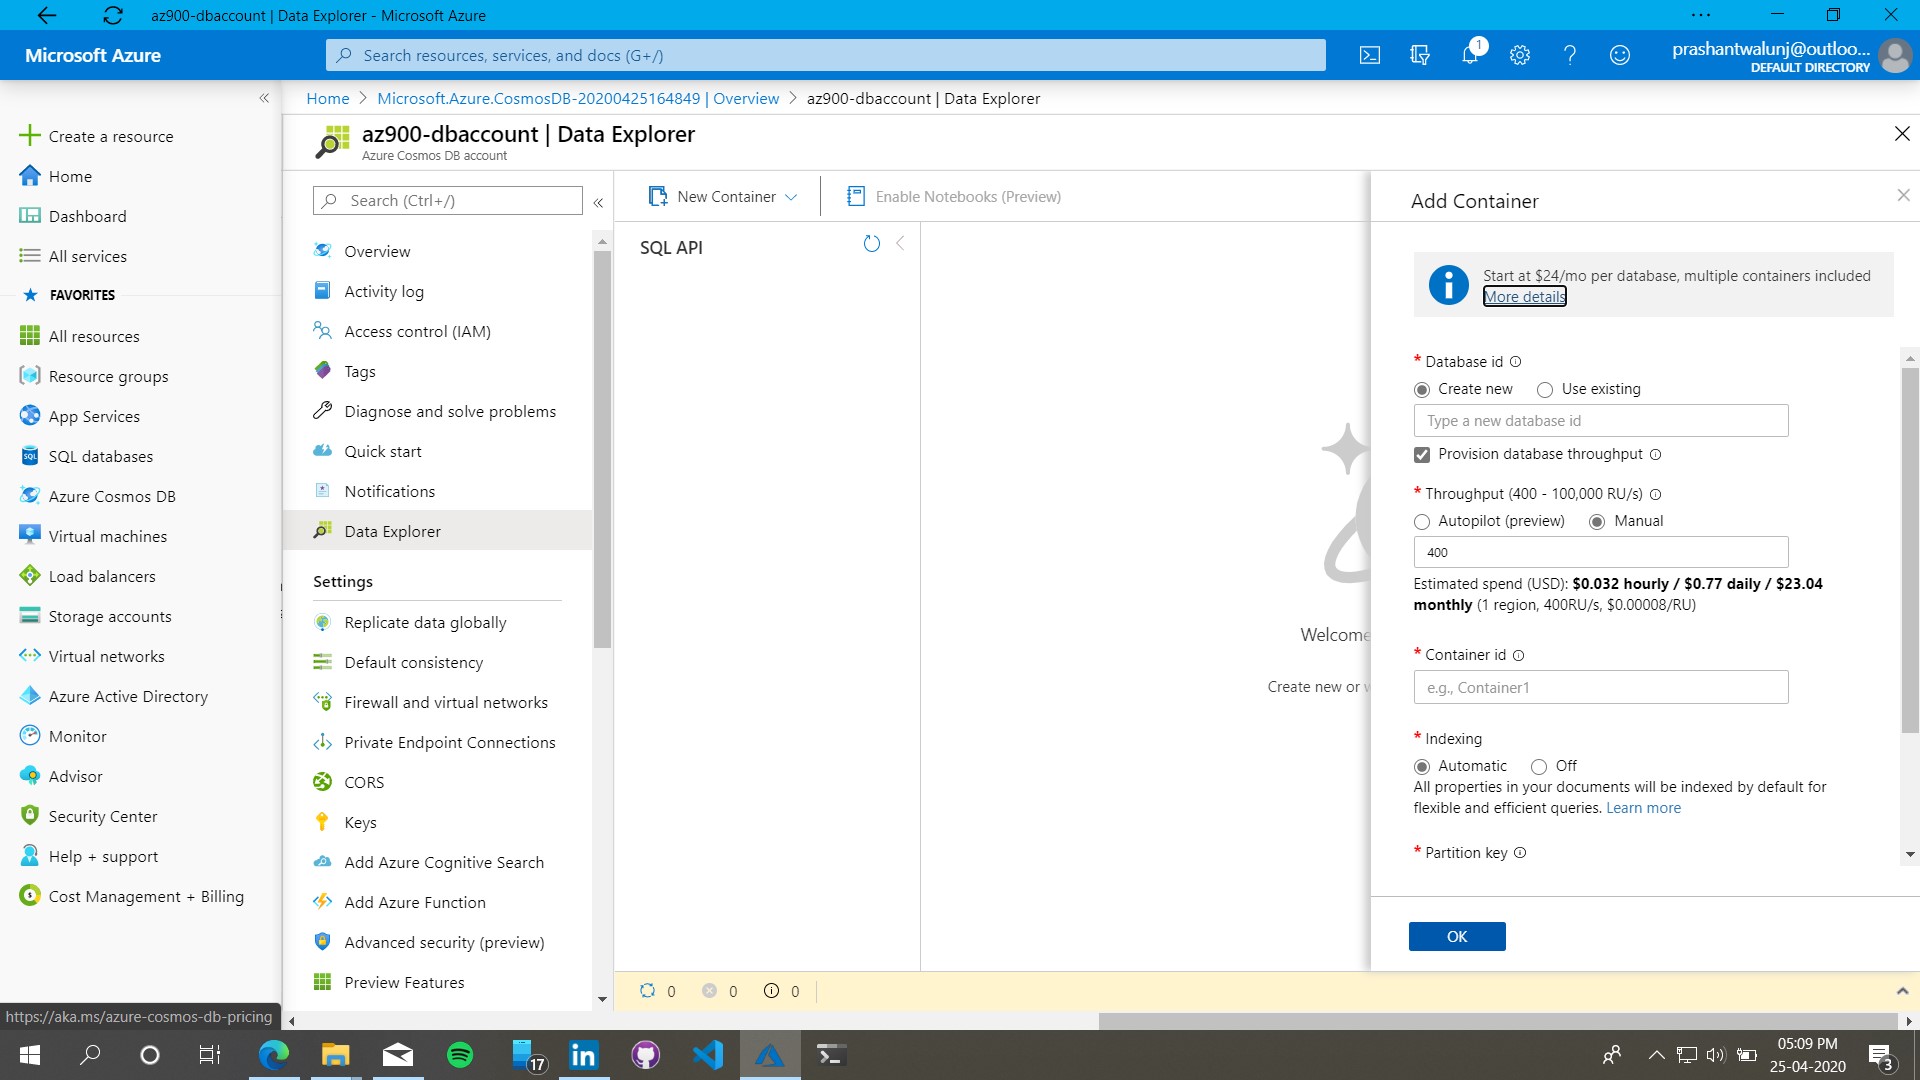 az900-dbaccount | Data Explorer - Microsoft Azure
Microsoft Azure
Search resources, services, and docs (G+/)
1
prashantwalunj@outloo...
DEFAULT DIRECTORY
Create a resource
Home
Dashboard
All services
FAVORITES
All resources
Resource groups
App Services
SQL databases
Azure Cosmos DB
Virtual machines
Load balancers
Storage accounts
Virtual networks
Azure Active Directory
Monitor
Advisor
Security Center
Help + support
Cost Management + Billing
https://aka.ms/azure-cosmos-db-pricing
Home > Microsoft.Azure.CosmosDB-20200425164849 | Overview > az900-dbaccount | Data Explorer
az900-dbaccount | Data Explorer
Azure Cosmos DB account
Search (Ctrl+/)
Overview
Activity log
Access control (IAM)
Tags
Diagnose and solve problems
Quick start
Notifications
Data Explorer
Settings
Replicate data globally
Default consistency
Firewall and virtual networks
Private Endpoint Connections
CORS
Keys
Add Azure Cognitive Search
Add Azure Function
Advanced security (preview)
Preview Features
New Container
Enable Notebooks (Preview)
SQL API
Welcome
Create new or
0 0 0
Add Container
Start at $24/mo per database, multiple containers included
More details
* Database id
Create new Use existing
Type a new database id
Provision database throughput
* Throughput (400 - 100,000 RU/s)
Autopilot (preview) Manual
400
Estimated spend (USD): $0.032 hourly / $0.77 daily / $23.04
monthly (1 region, 400RU/s, $0.00008/RU)
* Container id
e.g., Container1
* Indexing
Automatic Off
All properties in your documents will be indexed by default for
flexible and efficient queries. Learn more
* Partition key
OK
17
05:09 PM
25-04-2020
3